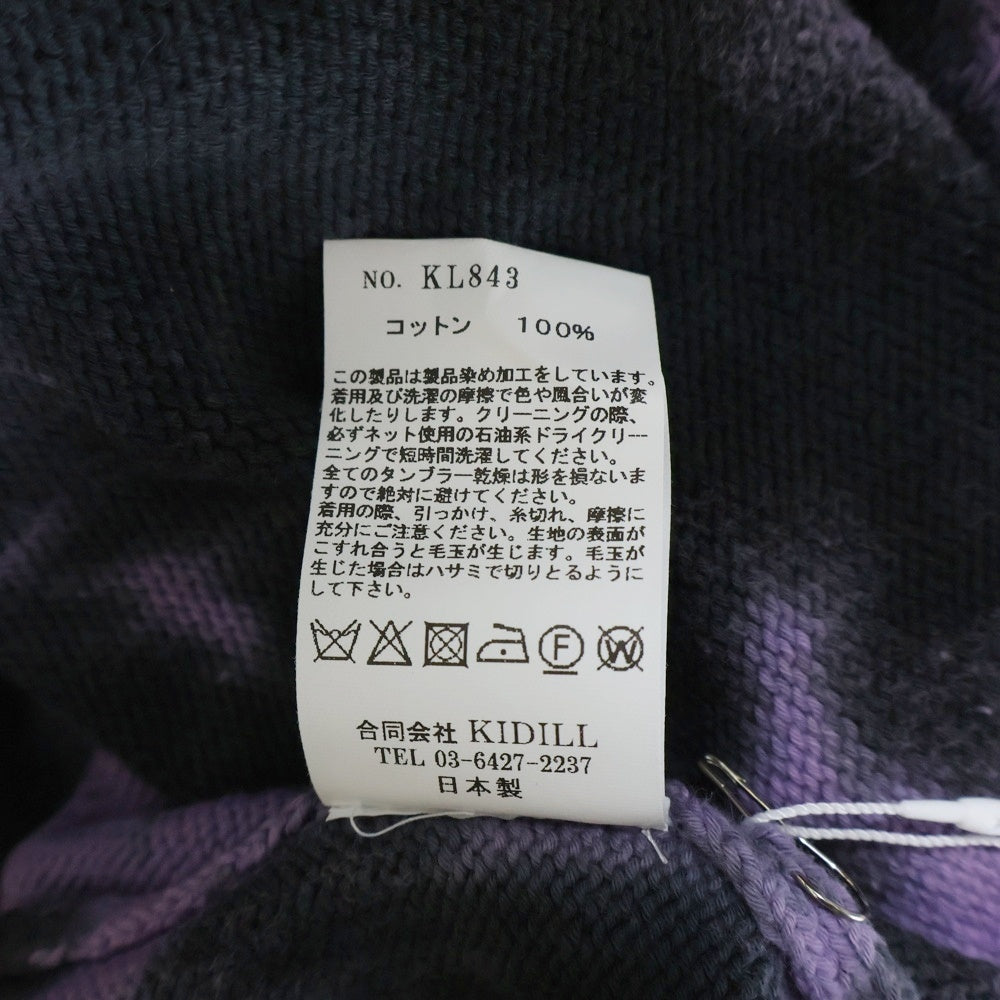 NO. KL843
コットン 100%
この製品は製品染め加工をしています。
着用及び洗濯の摩擦で色や風合いが変
化したりします。クリーニングの際、
必ずネット使用の石油系ドライクリー
ニングで短時間洗濯してください。
全てのタンブラー乾燥は形を損ないま
すので絶対に避けてください。
着用の際、引っかけ、糸切れ、摩擦に
充分にご注意ください。生地の表面が
こすれ合うと毛玉が生じます。毛玉が
生じた場合はハサミで切りとるように
して下さい。
F W
合同会社 KIDILL
TEL 03-6427-2237
日本製